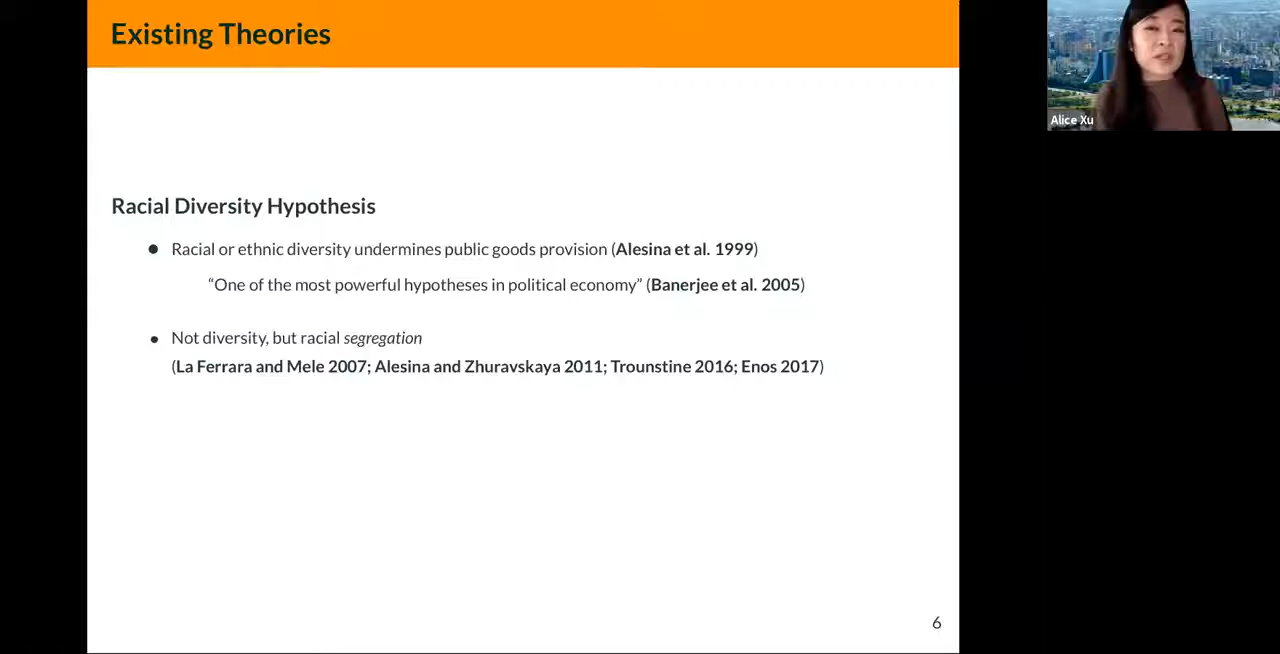 Existing Theories
Alice Xu
Racial Diversity Hypothesis
● Racial or ethnic diversity undermines public goods provision (Alesina et al. 1999)
“One of the most powerful hypotheses in political economy” (Banerjee et al. 2005)
● Not diversity, but racial segregation
(La Ferrara and Mele 2007; Alesina and Zhuravskaya 2011; Trounstine 2016; Enos 2017)
6